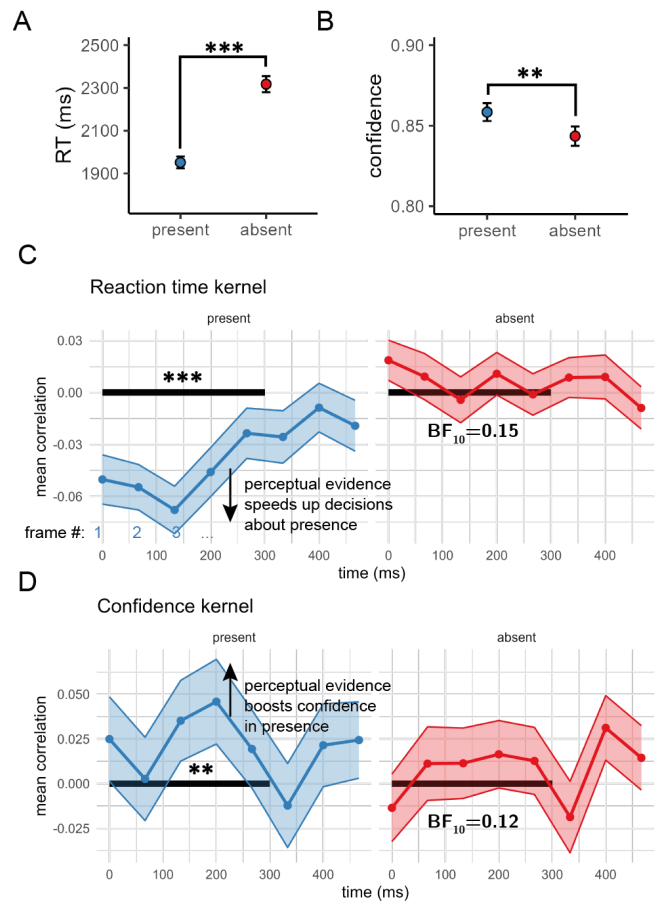 A
B
2500
2300
2100
1900
RT (ms)
***
present
absent
0.90
0.85
0.80
confidence
**
present
absent
C
Reaction time kernel
present
absent
0.03
0.00
-0.03
-0.06
mean correlation
***
BF10=0.15
perceptual evidence
speeds up decisions
about presence
frame #: 1 2 3 ...
0 100 200 300 400
0 100 200 300 400
time (ms)
D
Confidence kernel
present
absent
0.050
0.025
0.000
-0.025
mean correlation
perceptual evidence
boosts confidence
in presence
**
BF10=0.12
0 100 200 300 400
0 100 200 300 400
time (ms)